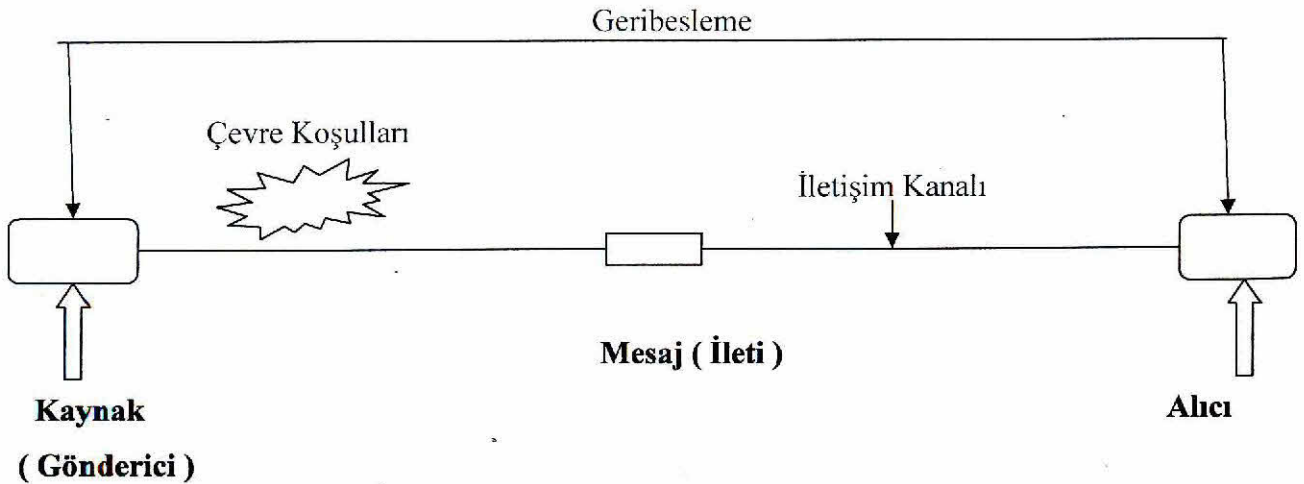 Geribesleme
Çevre Koşulları
İletişim Kanalı
Mesaj ( İleti )
Kaynak
( Gönderici )
Alıcı